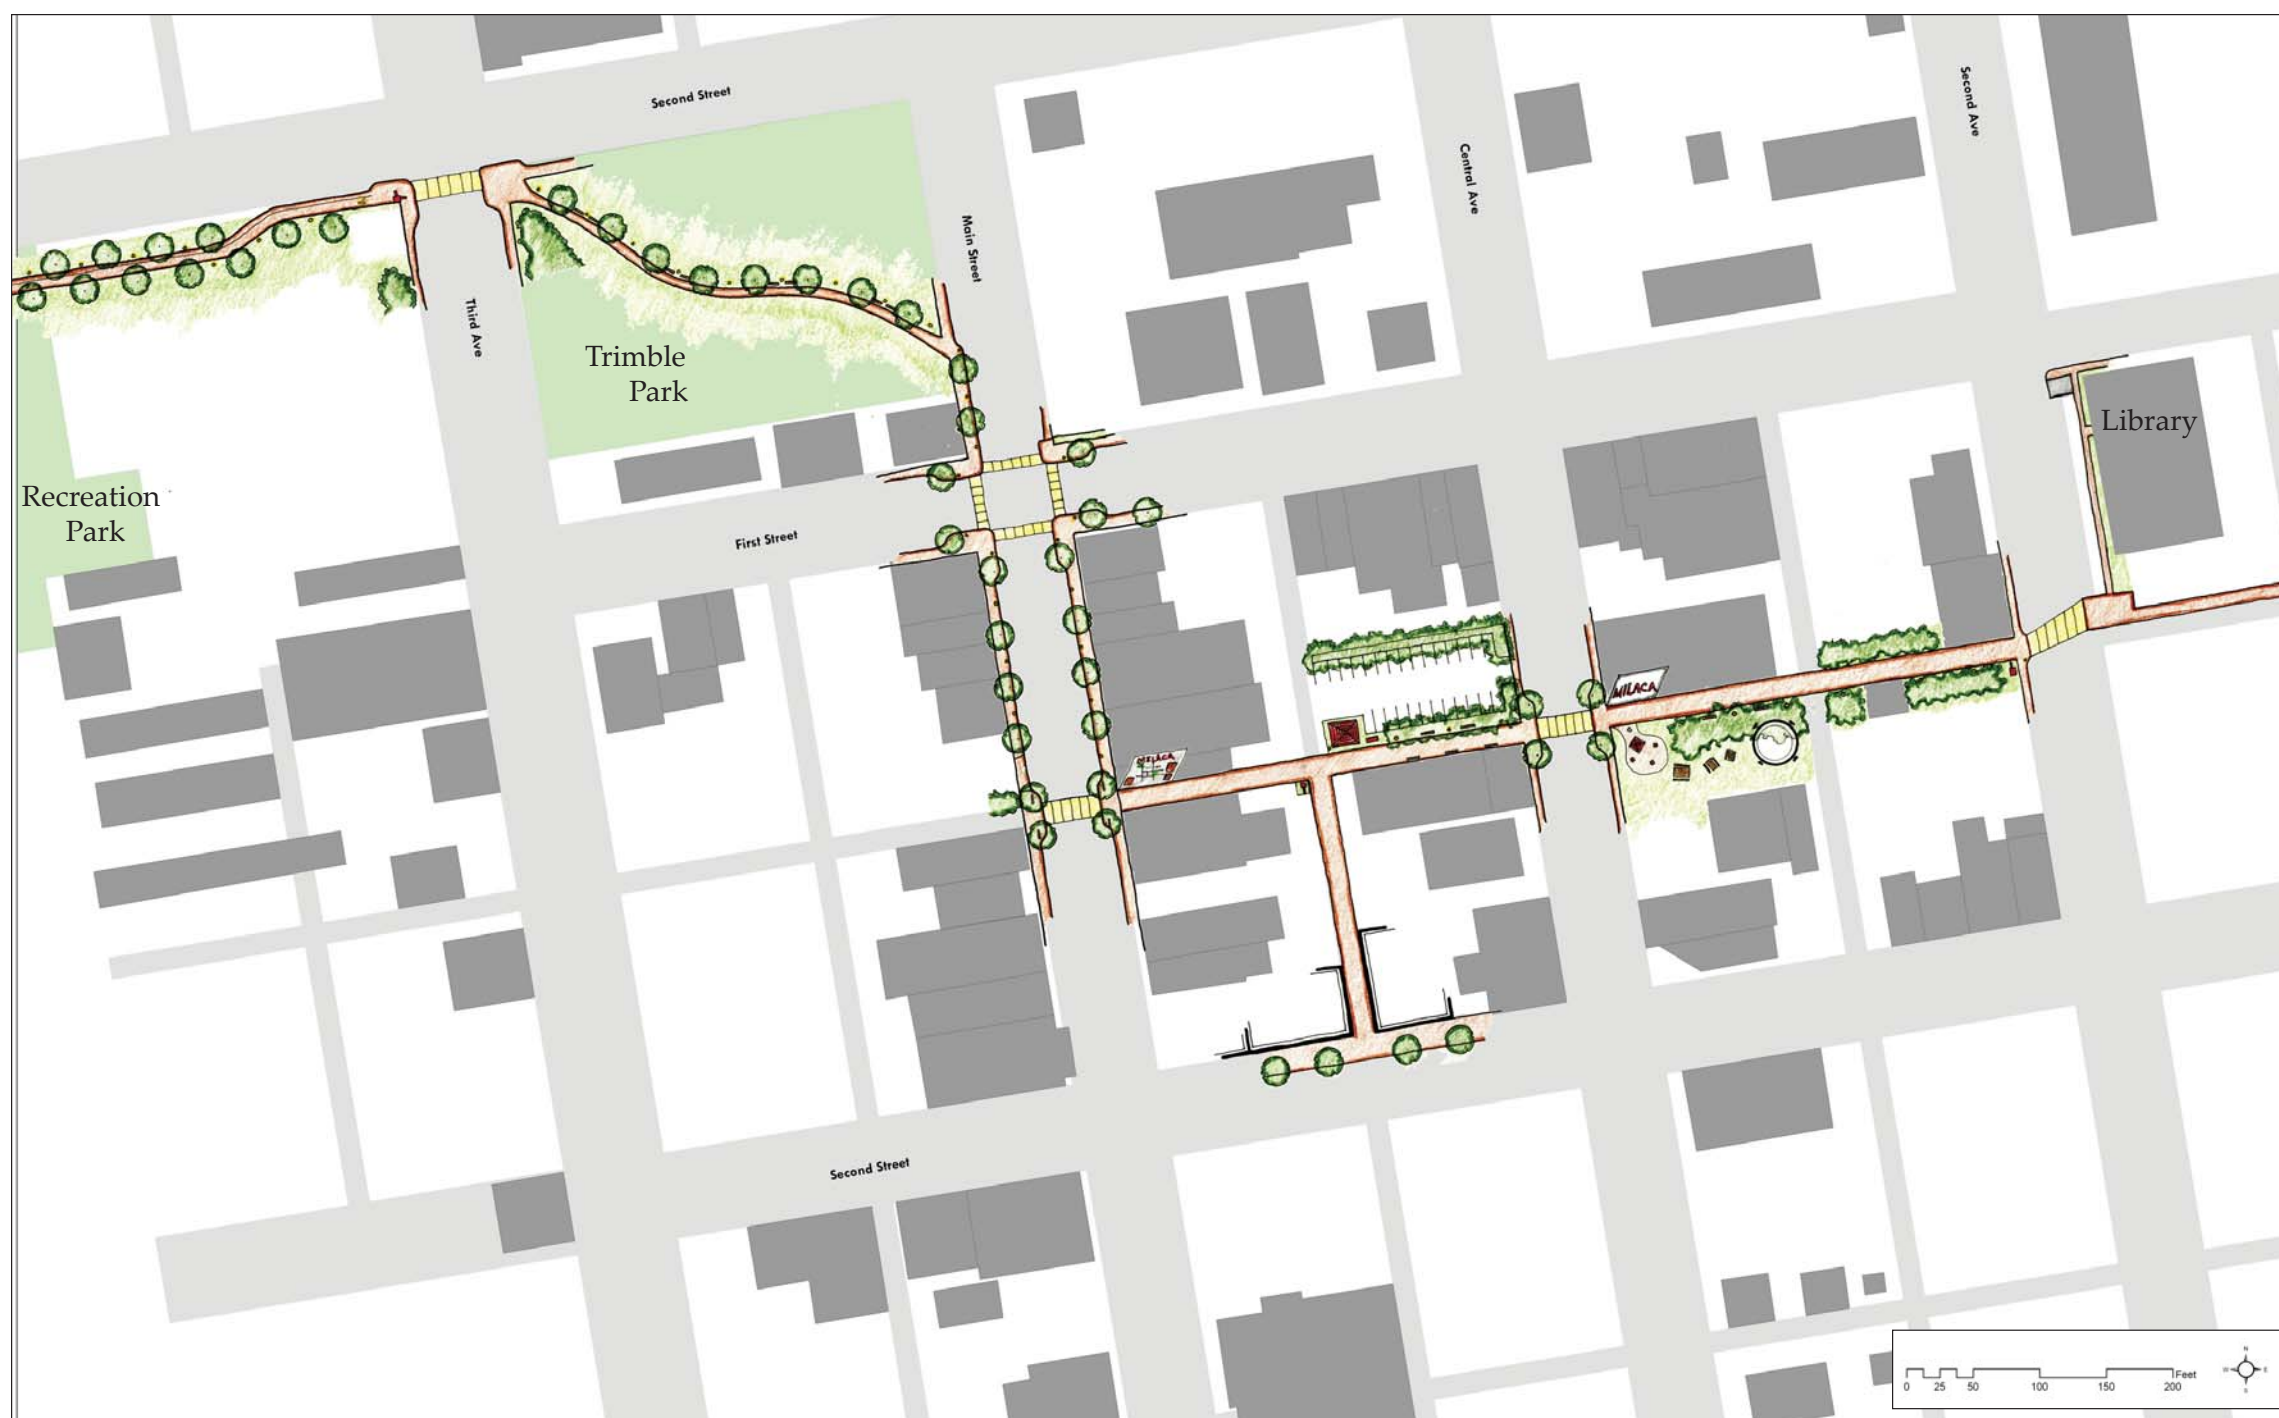 Second Street
Second Ave
Central Ave
Main Street
Third Ave
Trimble
Park
Library
Recreation
Park
First Street
MILACA
MILACA
Second Street
0 25 50 100 150 200 Feet
N
W E
S